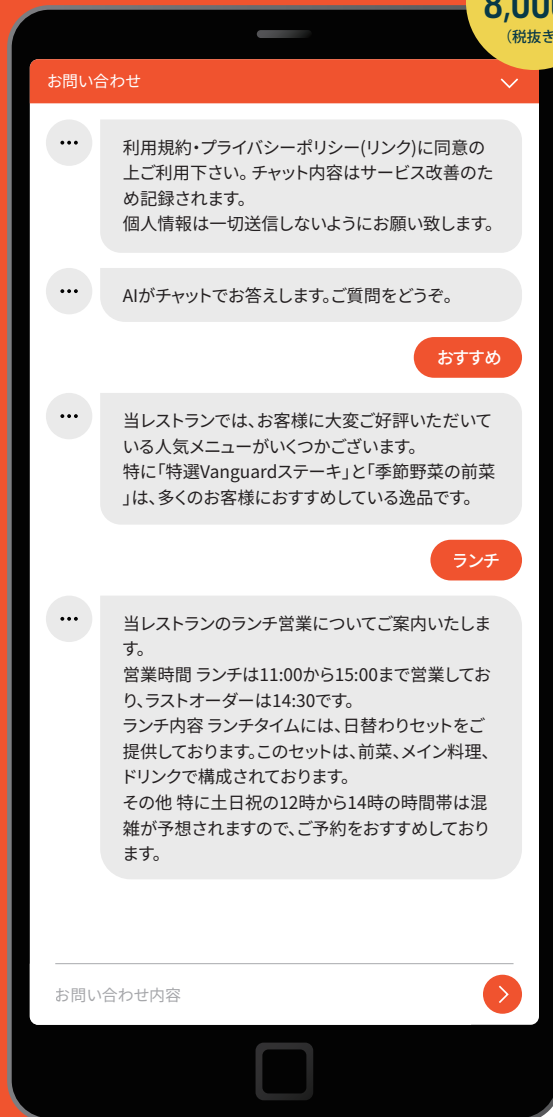 8,000
(税抜き
お問い合わせ
利用規約・プライバシーポリシー(リンク)に同意の
上ご利用下さい。チャット内容はサービス改善のた
め記録されます。
個人情報は一切送信しないようにお願い致します。
AIがチャットでお答えします。ご質問をどうぞ。
おすすめ
当レストランでは、お客様に大変ご好評いただいて
いる人気メニューがいくつかございます。
特に「特選Vanguardステーキ」と「季節野菜の前菜
」は、多くのお客様におすすめしている逸品です。
ランチ
当レストランのランチ営業についてご案内いたしま
す。
営業時間 ランチは11:00から15:00まで営業してお
り、ラストオーダーは14:30です。
ランチ内容 ランチタイムには、日替わりセットをご
提供しております。このセットは、前菜、メイン料理、
ドリンクで構成されております。
その他 特に土日祝の12時から14時の時間帯は混
雑が予想されますので、ご予約をおすすめしており
ます。
お問い合わせ内容